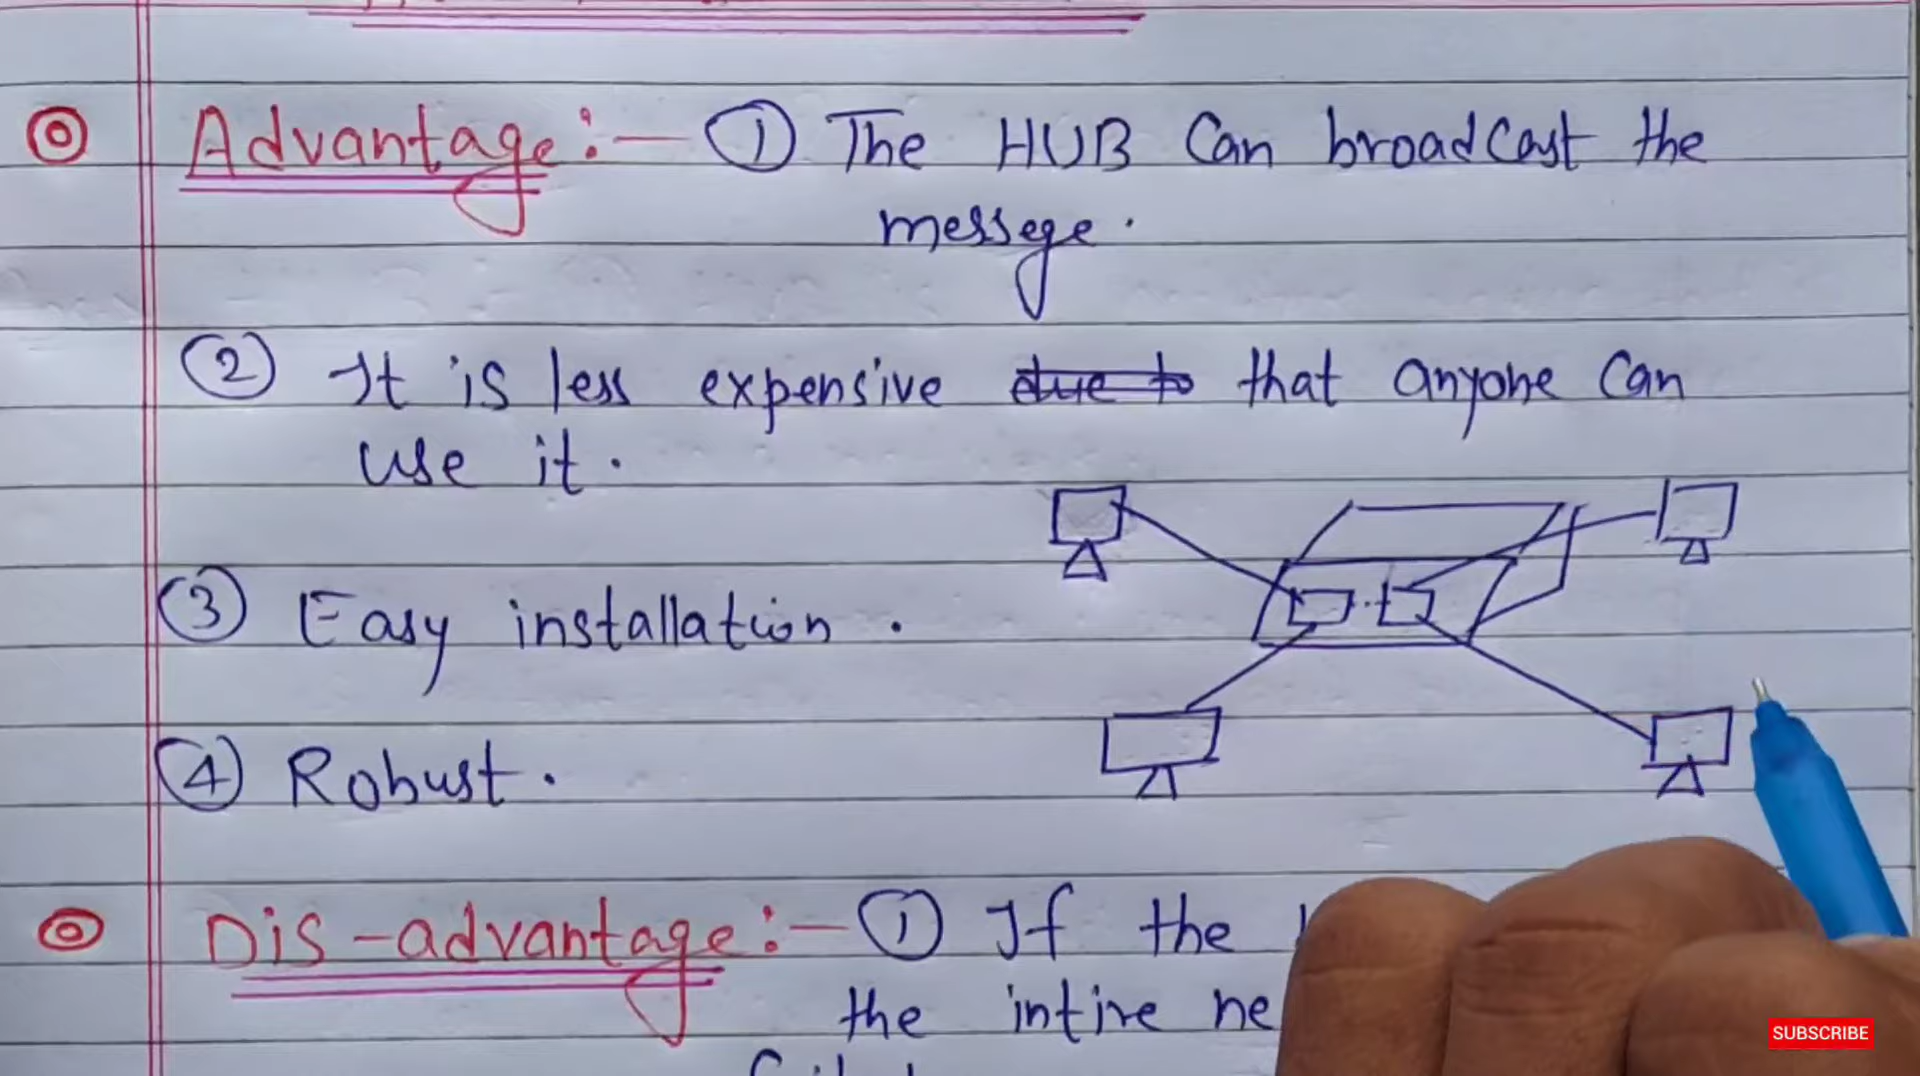 Advantage:- ① The HUB Can broadcast the
messege.
② It is less expensive due to that anyone Can
use it.
③ Easy installation.
④ Robust.
Dis-advantage:- ① If the
the intire ne
SUBSCRIBE